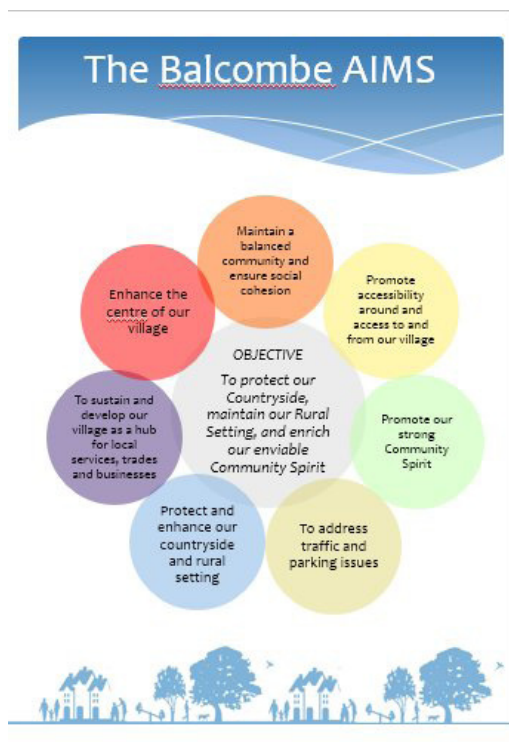 The Balcombe AIMS
Maintain a
balanced
community and
ensure social
cohesion
Promote
accessibility
around and
access to and
from our village
Promote our
strong
Community
Spirit
To address
traffic and
parking issues
Protect and
enhance our
countryside
and rural
setting
To sustain and
develop our
village as a hub
for local
services, trades
and businesses
Enhance the
centre of our
village
OBJECTIVE
To protect our
Countryside,
maintain our Rural
Setting, and enrich
our enviable
Community Spirit